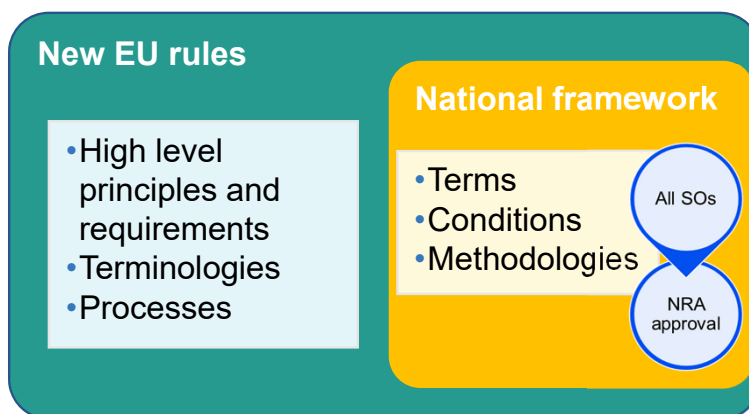 New EU rules
•High level
principles and
requirements
•Terminologies
•Processes
National framework
•Terms
•Conditions
•Methodologies
All SOs
NRA
approval